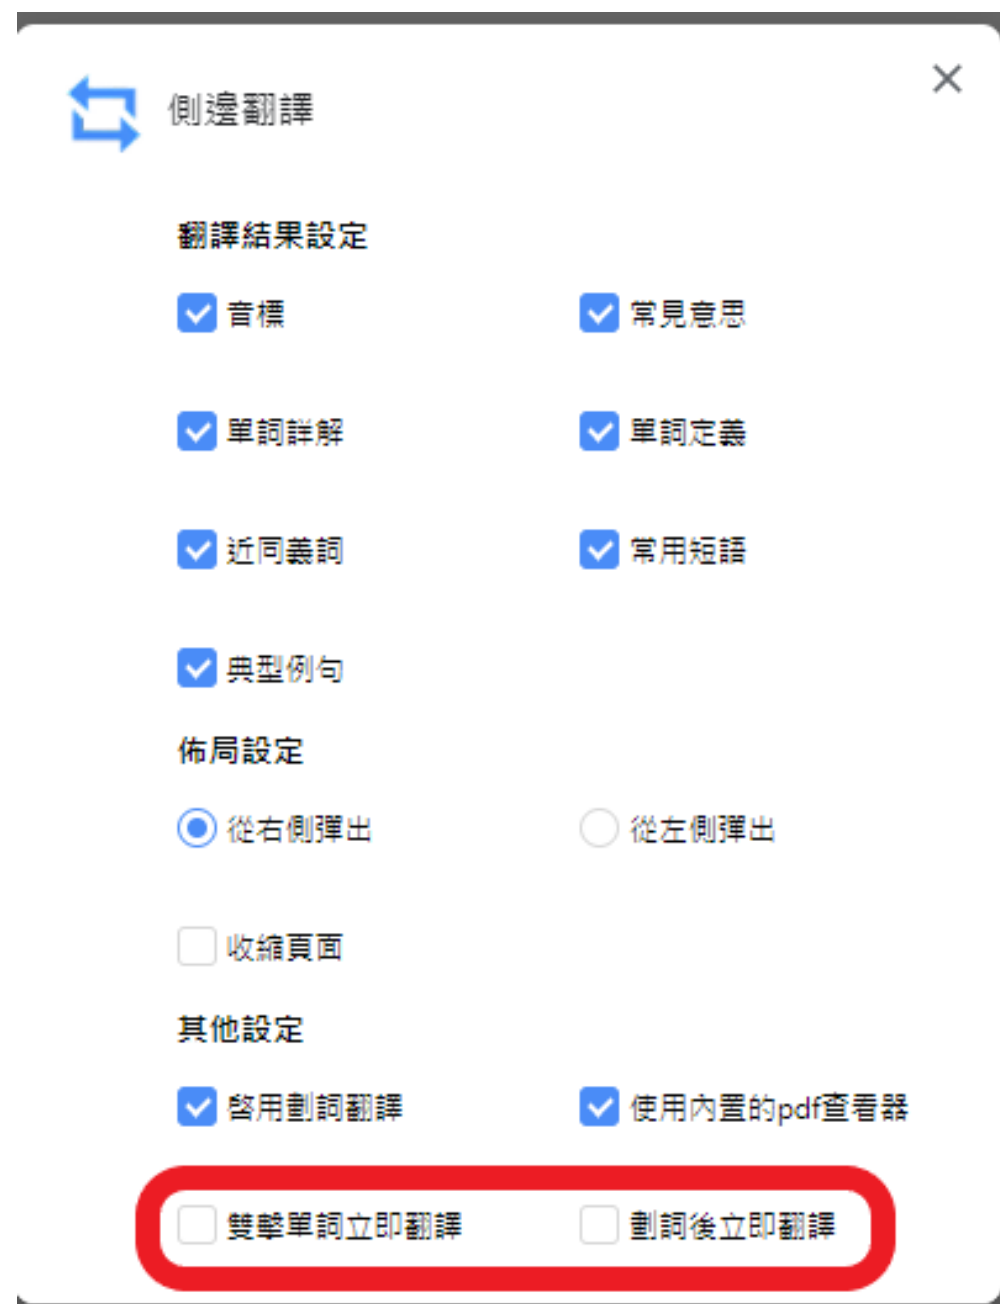 側邊翻譯
翻譯結果設定
音標
常見意思
單詞詳解
單詞定義
近同義詞
常用短語
典型例句
佈局設定
從右側彈出
從左側彈出
收縮頁面
其他設定
啓用劃詞翻譯
使用內置的pdf查看器
雙擊單詞立即翻譯
劃詞後立即翻譯